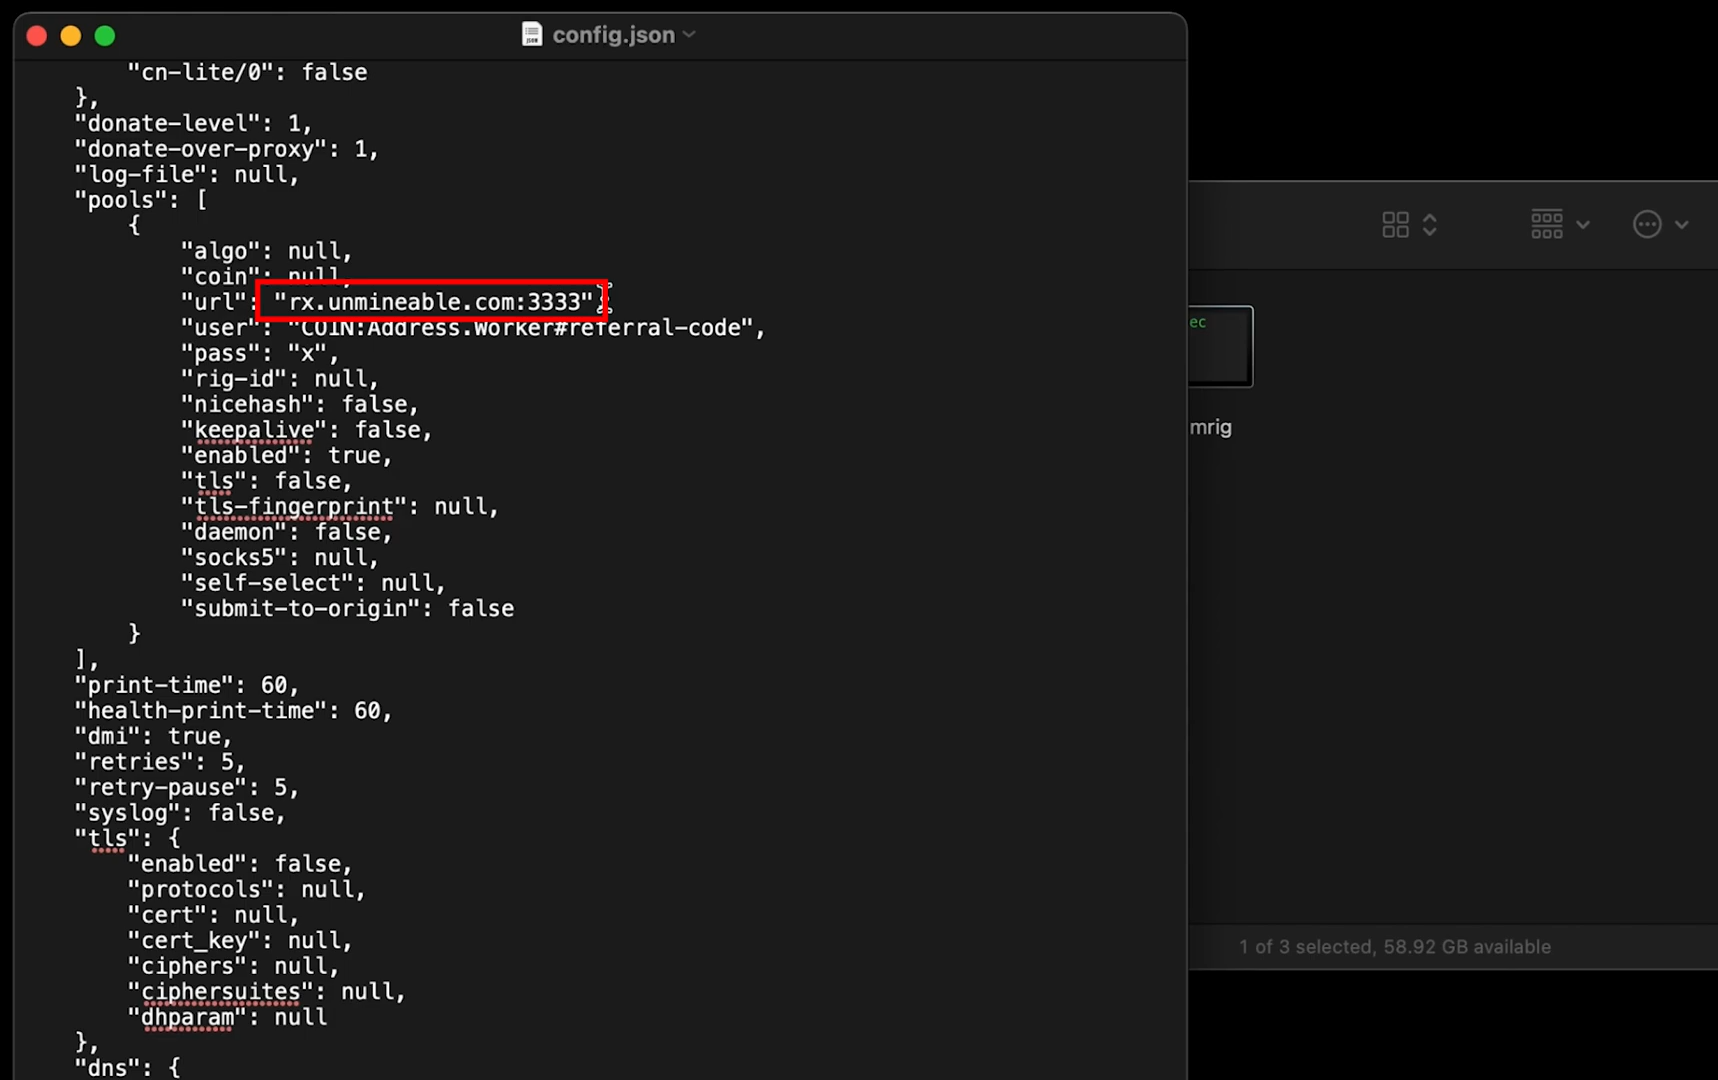 config.json
"cn-lite/0": false
},
"donate-level": 1,
"donate-over-proxy": 1,
"log-file": null,
"pools": [
{
"algo": null,
"coin": null,
"url": "rx.unmineable.com:3333",
"user": "COIN:Address.Worker#referral-code",
"pass": "x",
"rig-id": null,
"nicehash": false,
"keepalive": false,
"enabled": true,
"tls": false,
"tls-fingerprint": null,
"daemon": false,
"socks5": null,
"self-select": null,
"submit-to-origin": false
}
],
"print-time": 60,
"health-print-time": 60,
"dmi": true,
"retries": 5,
"retry-pause": 5,
"syslog": false,
"tls": {
"enabled": false,
"protocols": null,
"cert": null,
"cert_key": null,
"ciphers": null,
"ciphersuites": null,
"dhparam": null
},
"dns": {
ec
mrig
1 of 3 selected, 58.92 GB available